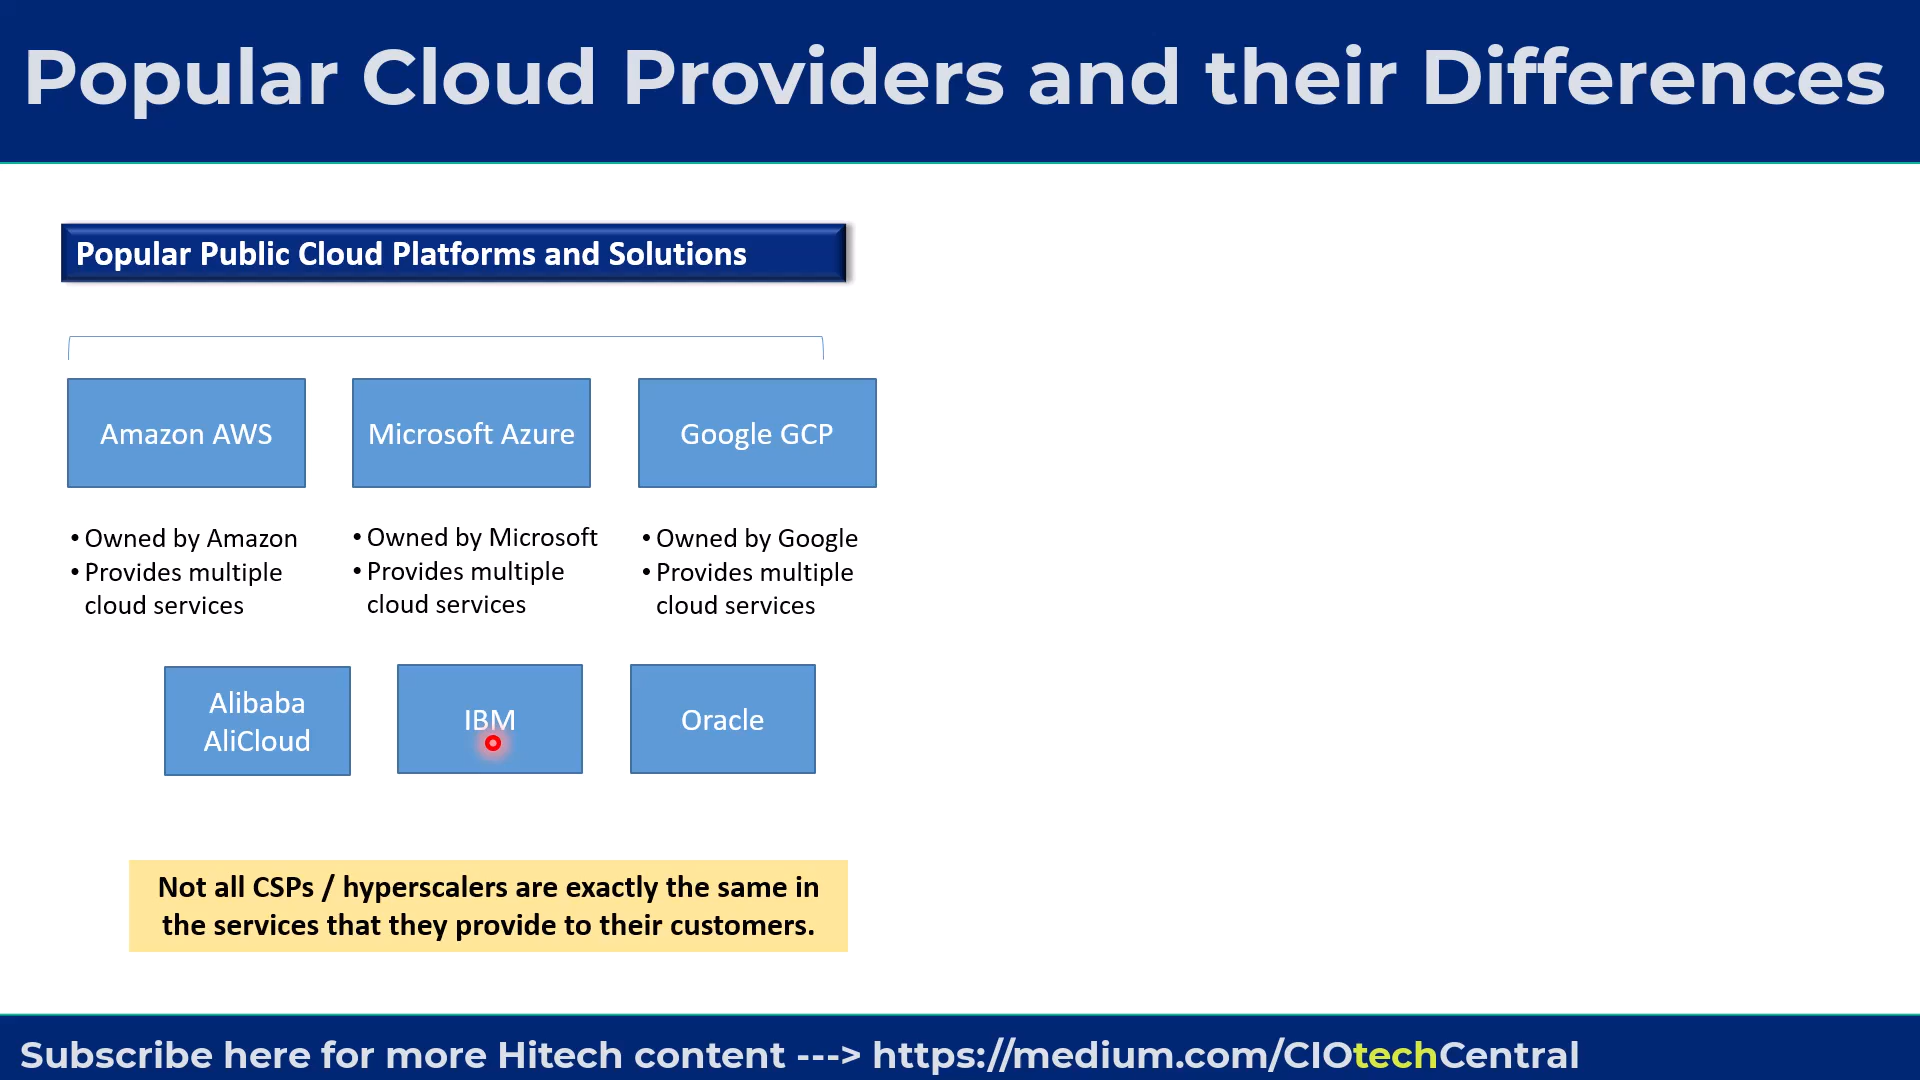 Popular Cloud Providers and their Differences
Popular Public Cloud Platforms and Solutions
Amazon AWS
Microsoft Azure
Google GCP
• Owned by Amazon
• Provides multiple
cloud services
• Owned by Microsoft
• Provides multiple
cloud services
• Owned by Google
• Provides multiple
cloud services
Alibaba
AliCloud
IBM
Oracle
Not all CSPs / hyperscalers are exactly the same in
the services that they provide to their customers.
Subscribe here for more Hitech content ---> https://medium.com/CIOtechCentral